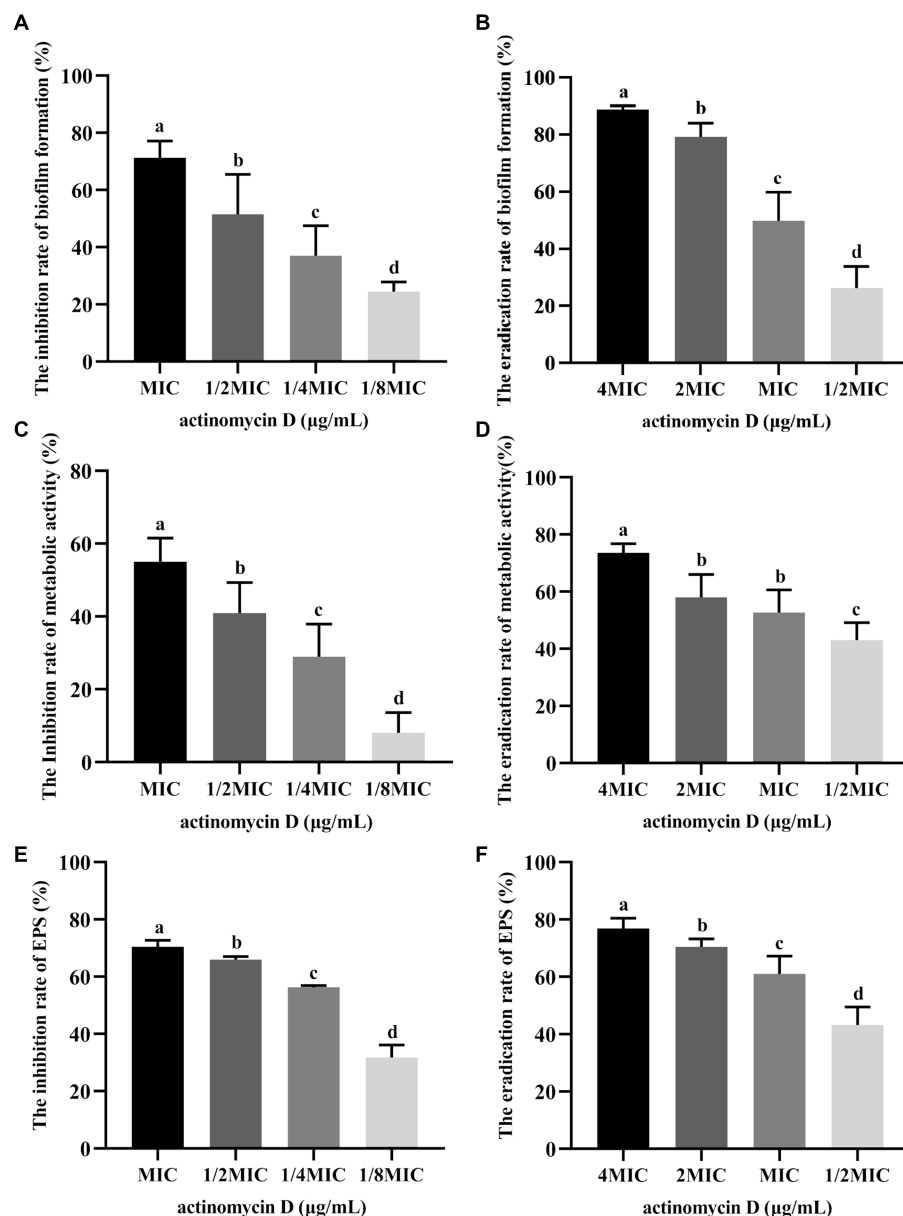 A
The inhibition rate of biofilm formation (%)
100
80
60
40
20
0
a
b
c
d
MIC 1/2MIC 1/4MIC 1/8MIC
actinomycin D (μg/mL)
B
The eradication rate of biofilm formation (%)
100
80
60
40
20
0
a
b
c
d
4MIC 2MIC MIC 1/2MIC
actinomycin D (μg/mL)
C
The Inhibition rate of metabolic activity (%)
80
60
40
20
0
a
b
c
d
MIC 1/2MIC 1/4MIC 1/8MIC
actinomycin D (μg/mL)
D
The eradication rate of metabolic activity(%)
100
80
60
40
20
0
a
b
b
c
4MIC 2MIC MIC 1/2MIC
actinomycin D (μg/mL)
E
The inhibition rate of EPS (%)
100
80
60
40
20
0
a
b
c
d
MIC 1/2MIC 1/4MIC 1/8MIC
actinomycin D (μg/mL)
F
The eradication rate of EPS (%)
100
80
60
40
20
0
a
b
c
d
4MIC 2MIC MIC 1/2MIC
actinomycin D (μg/mL)